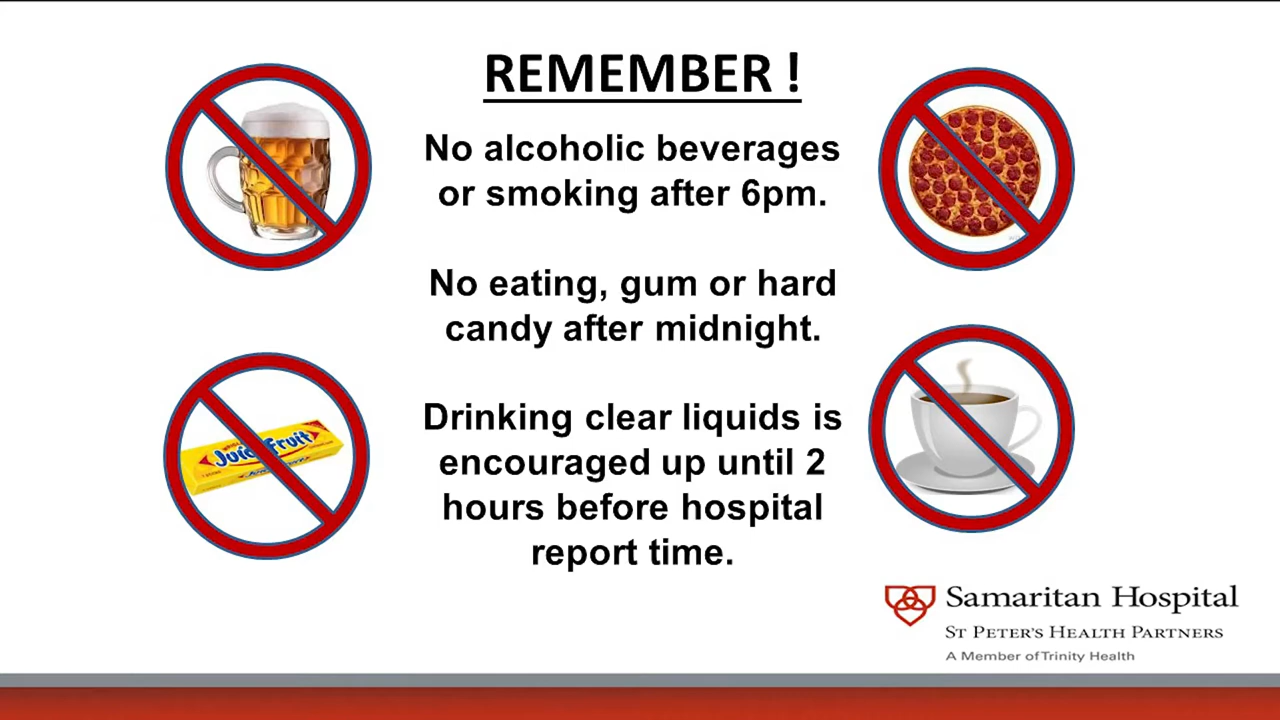 REMEMBER !
No alcoholic beverages
or smoking after 6pm.
No eating, gum or hard
candy after midnight.
Drinking clear liquids is
encouraged up until 2
hours before hospital
report time.
Juicy Fruit
Samaritan Hospital
ST PETER'S HEALTH PARTNERS
A Member of Trinity Health